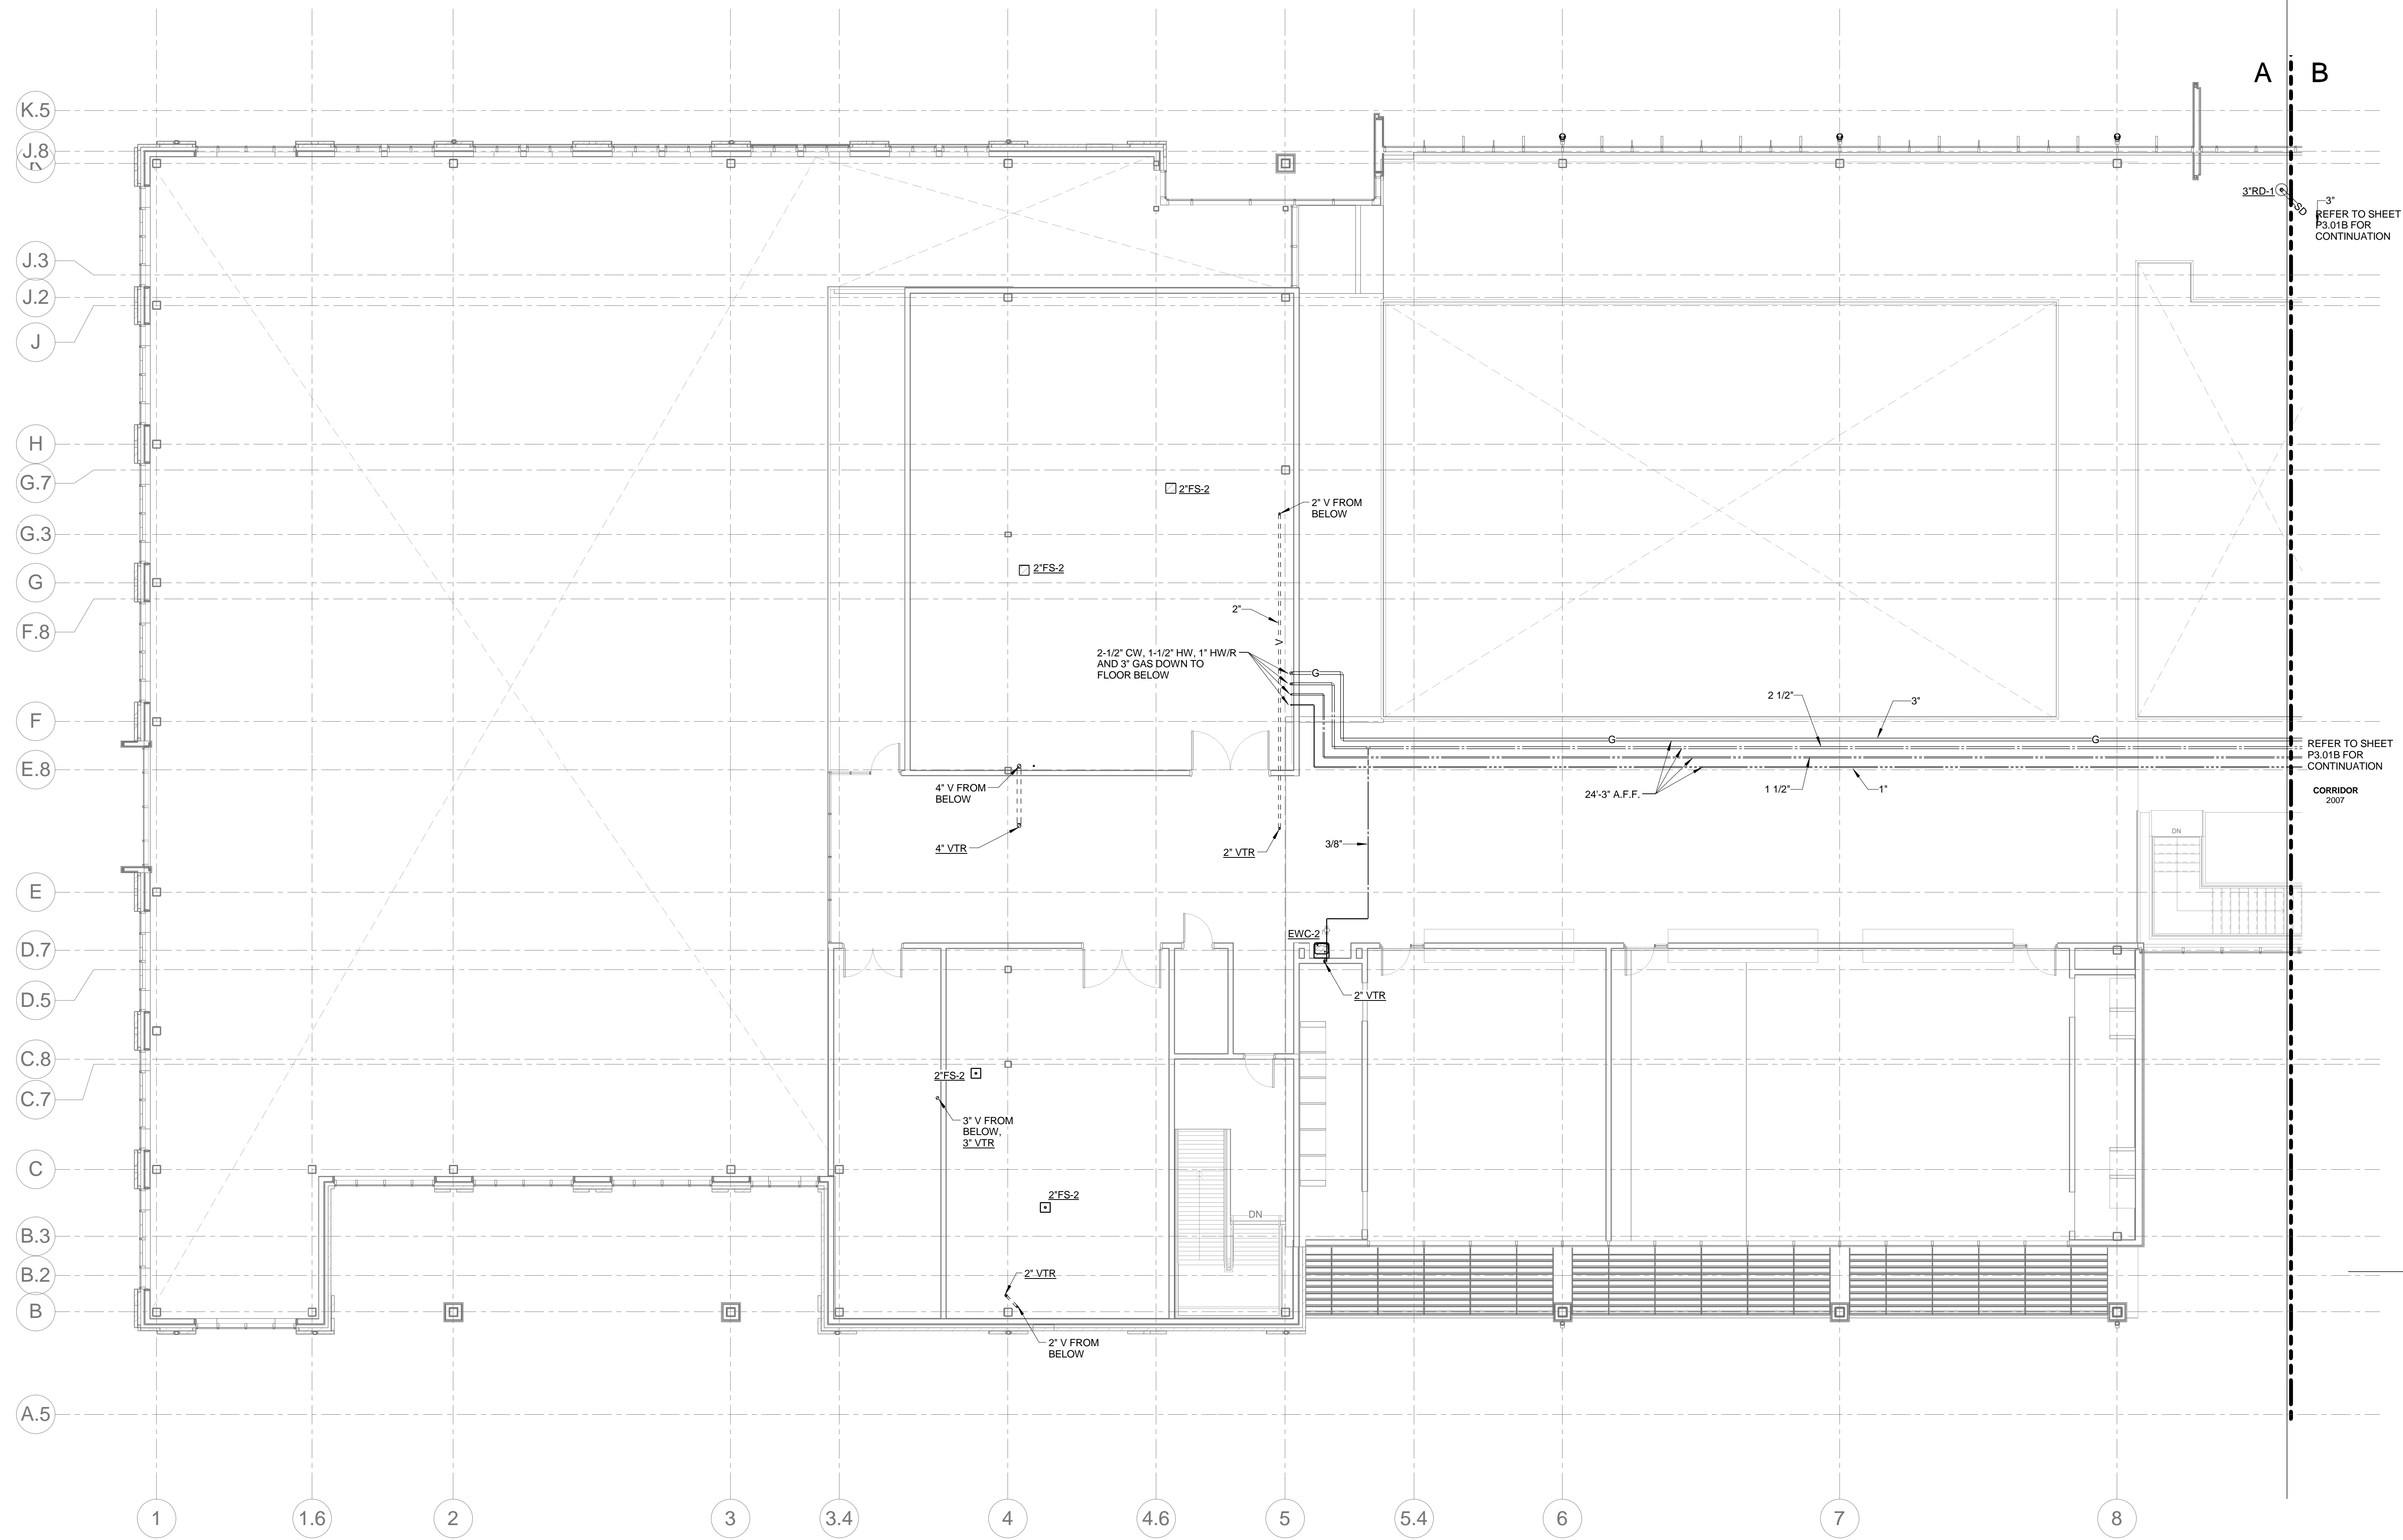 A B
K.5
J.8
K
J.3
J.2
J
H
G.7
G.3
G
F.8
F
E.8
E
D.7
D.5
C.8
C.7
C
B.3
B.2
B
A.5
3"RD-1
SD
3"
REFER TO SHEET
P3.01B FOR
CONTINUATION
2"FS-2
2" V FROM
BELOW
2"FS-2
2"
V
2-1/2" CW, 1-1/2" HW, 1" HW/R
AND 3" GAS DOWN TO
FLOOR BELOW
G
2 1/2"
3"
G
G
REFER TO SHEET
P3.01B FOR
CONTINUATION
24'-3" A.F.F.
1 1/2"
1"
CORRIDOR
2007
4" V FROM
BELOW
4" VTR
2" VTR
3/8"
DN
EWC-2
2" VTR
2"FS-2
3" V FROM
BELOW,
3" VTR
2"FS-2
DN
2" VTR
2" V FROM
BELOW
1
1.6
2
3
3.4
4
4.6
5
5.4
6
7
8